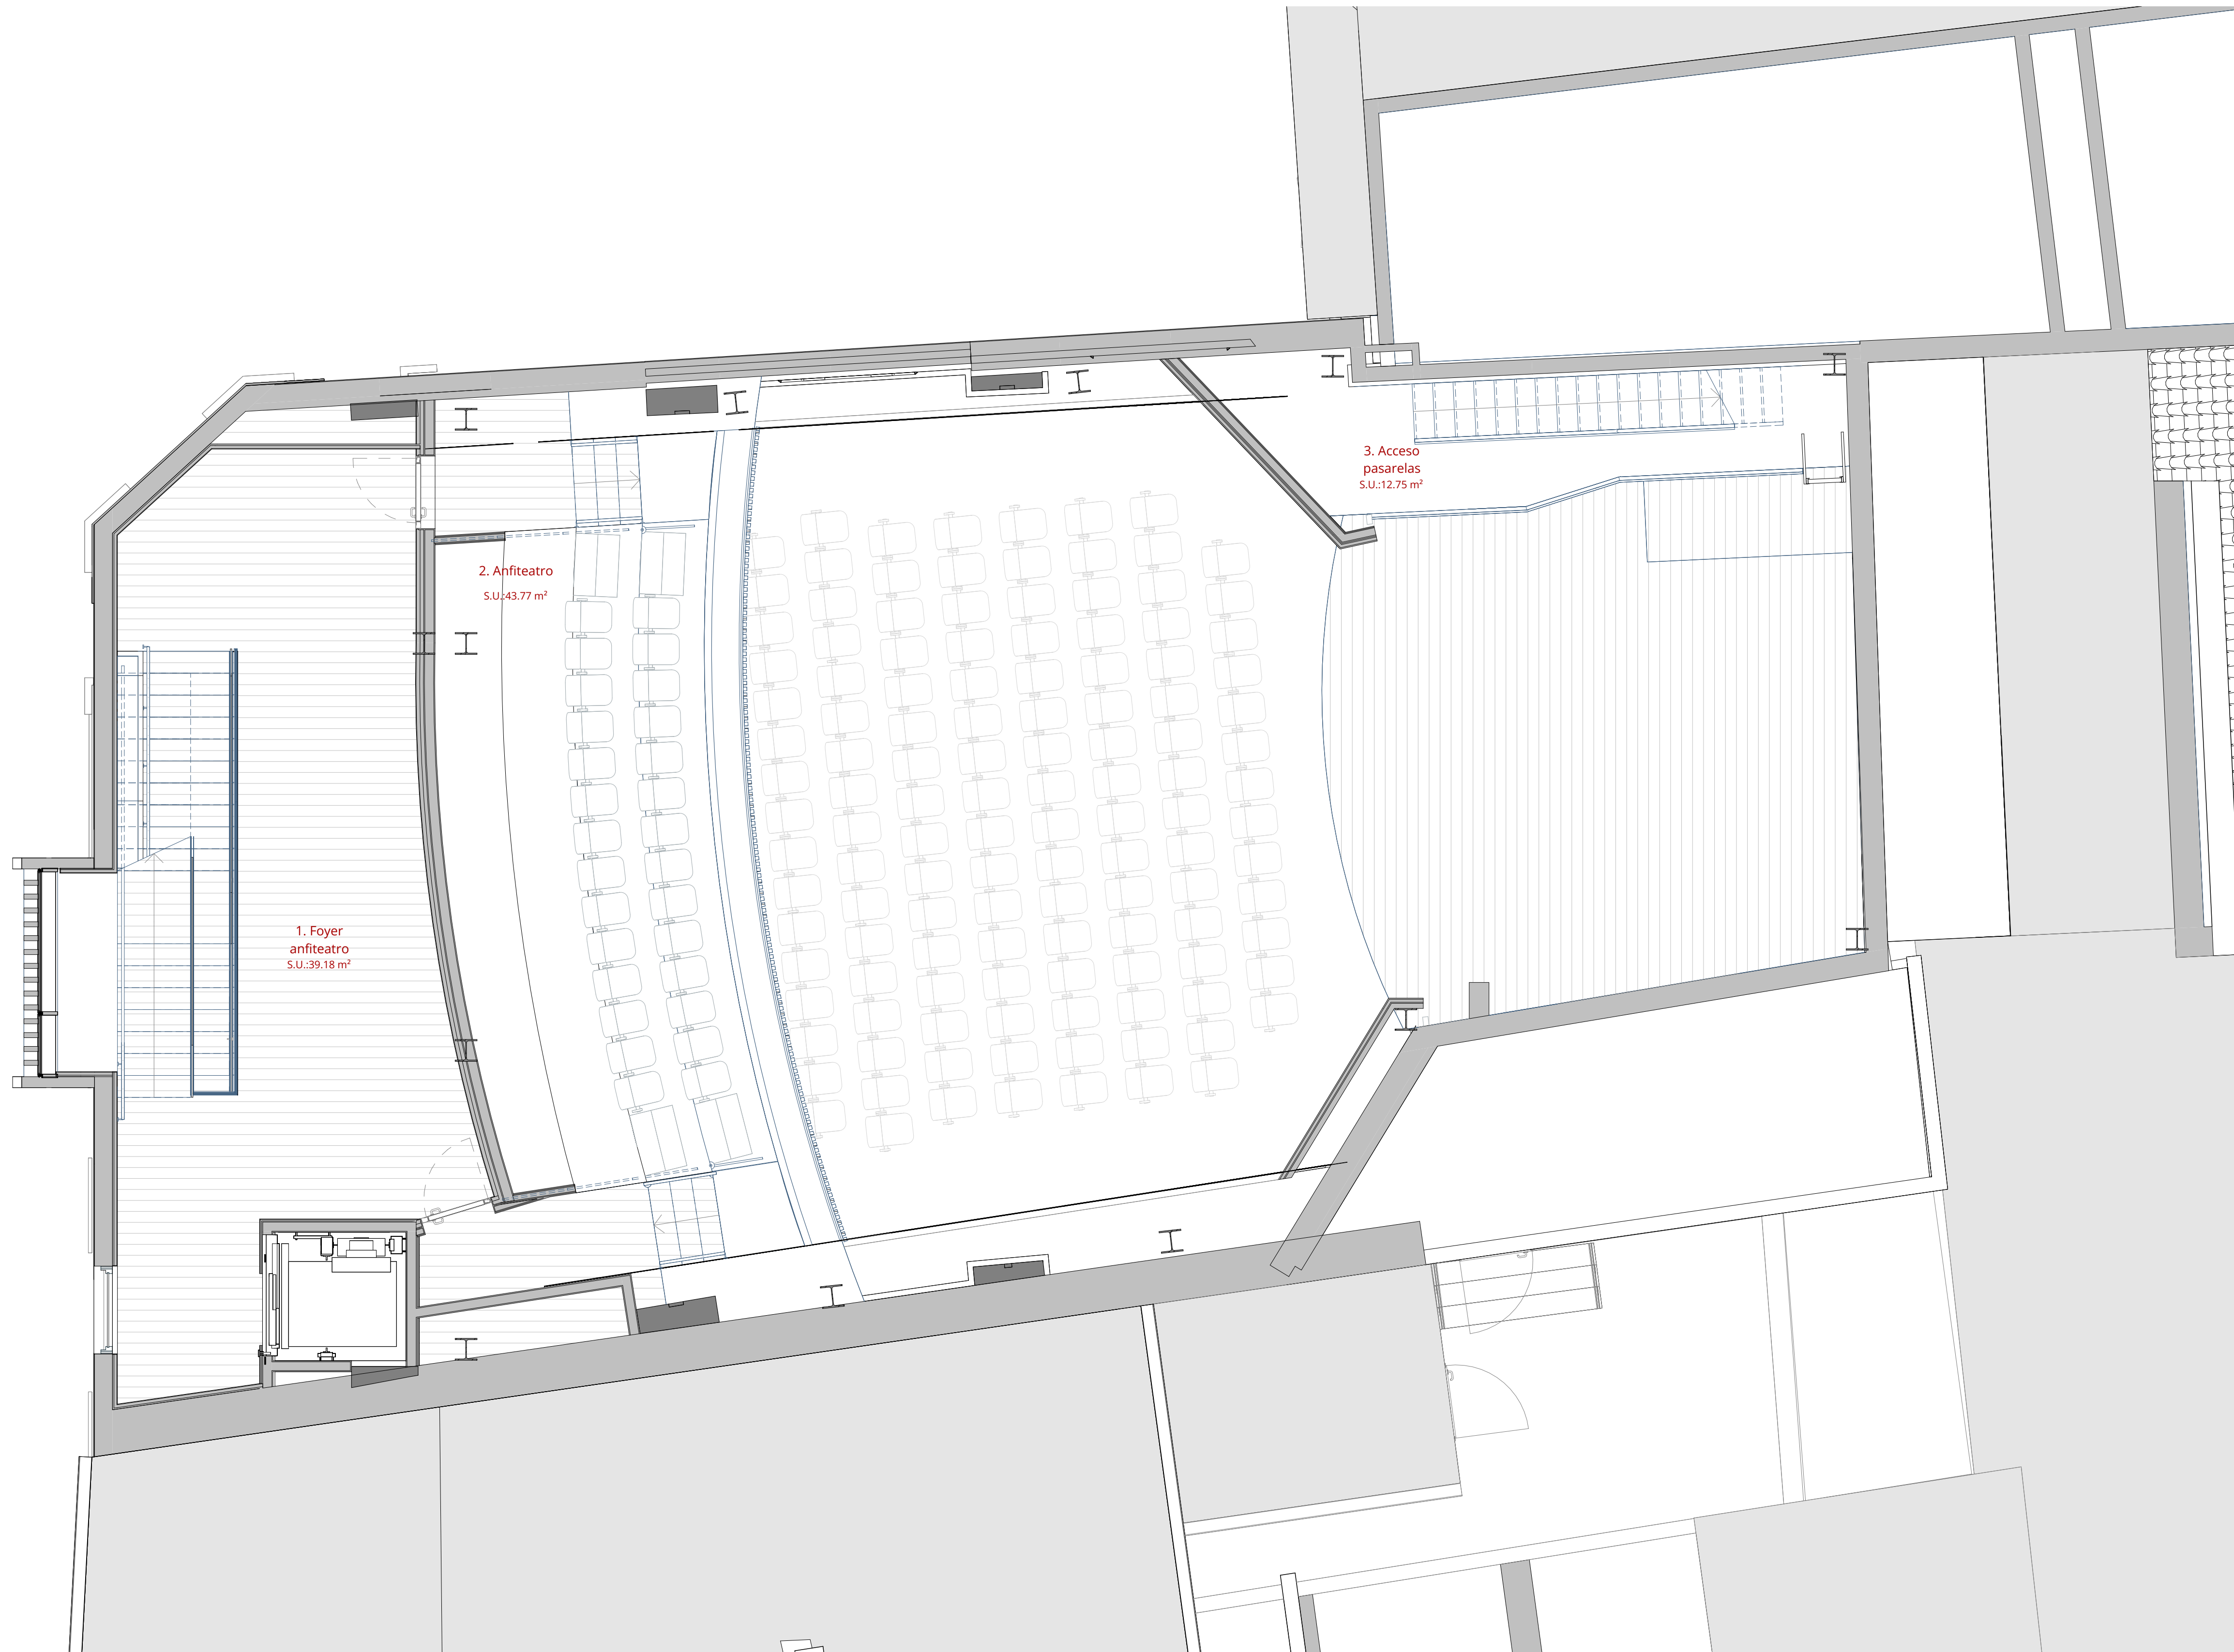 3. Acceso
pasarelas
S.U.:12.75 m²
2. Anfiteatro
S.U.:43.77 m²
1. Foyer
anfiteatro
S.U.:39.18 m²